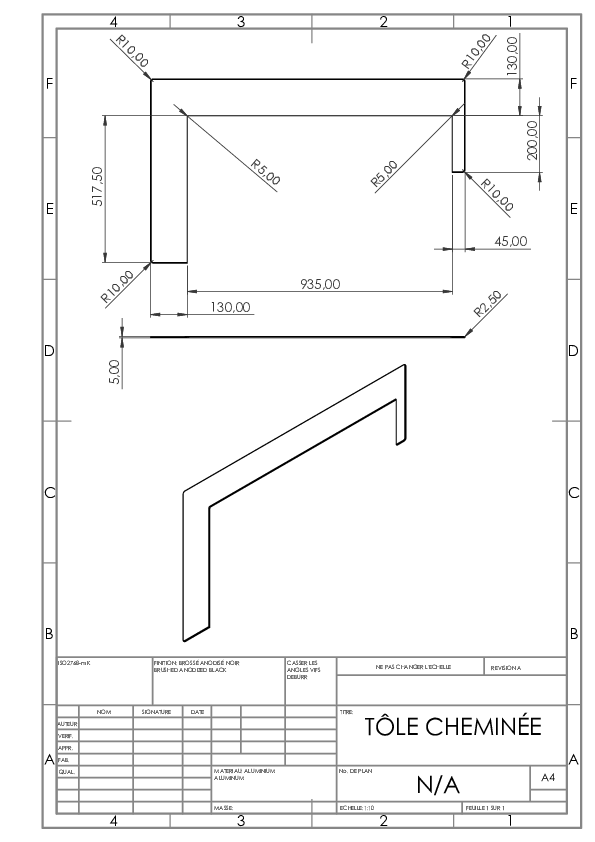 4 3 2 1
R10,00
R10,00
130,00
F F
200,00
517,50
R5,00
R5,00
R10,00
E E
45,00
R10,00
935,00
130,00
R2,50
D D
5,00
C C
B B
ISO2768-mK
FINITION: BROSSÉ ANODISÉ NOIR
BRUSHED ANODIZED BLACK
CASSER LES
ANGLES VIFS
DEBURR
NE PAS CHANGER L'ECHELLE
REVISION A
NOM SIGNATURE DATE
TITRE:
TÔLE CHEMINÉE
AUTEUR
VERIF.
APPR.
FAB.
A A
QUAL.
MATERIAU: ALUMINIUM
ALUMINUM
No. DE PLAN
N/A
A4
MASSE:
ECHELLE 1:10
FEUILLE 1 SUR 1
4 3 2 1